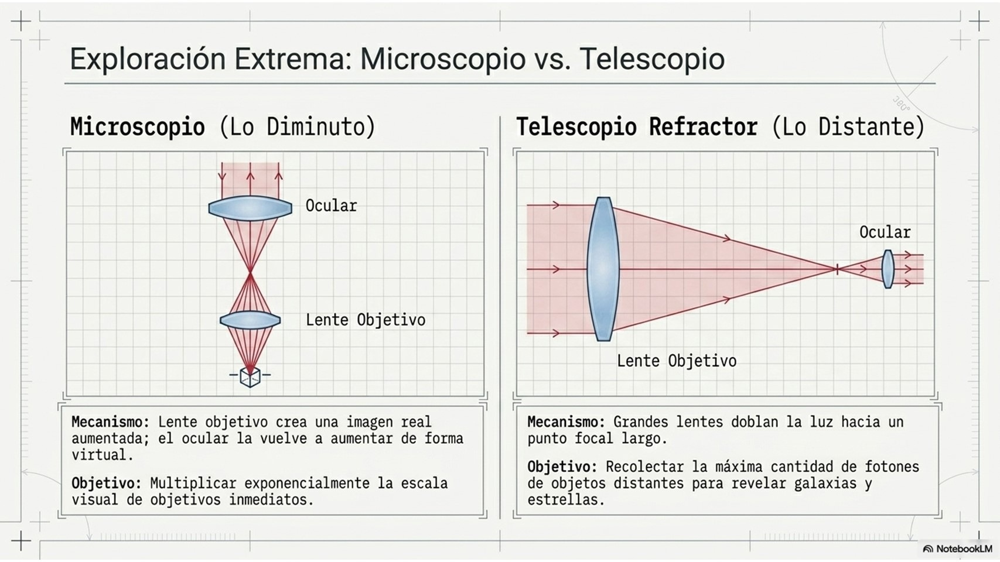 Exploración Extrema: Microscopio vs. Telescopio
380°
Microscopio (Lo Diminuto)
Ocular
Lente Objetivo
Mecanismo: Lente objetivo crea una imagen real
aumentada; el ocular la vuelve a aumentar de forma
virtual.
Objetivo: Multiplicar exponencialmente la escala
visual de objetivos inmediatos.
Telescopio Refractor (Lo Distante)
Ocular
Lente Objetivo
Mecanismo: Grandes lentes doblan la luz hacia un
punto focal largo.
Objetivo: Recolectar la máxima cantidad de fotones
de objetos distantes para revelar galaxias y
estrellas.
NotebookLM